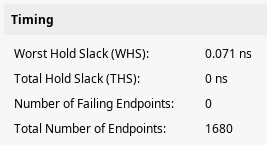 Timing
Worst Hold Slack (WHS): 0.071 ns
Total Hold Slack (THS): 0 ns
Number of Failing Endpoints: 0
Total Number of Endpoints: 1680